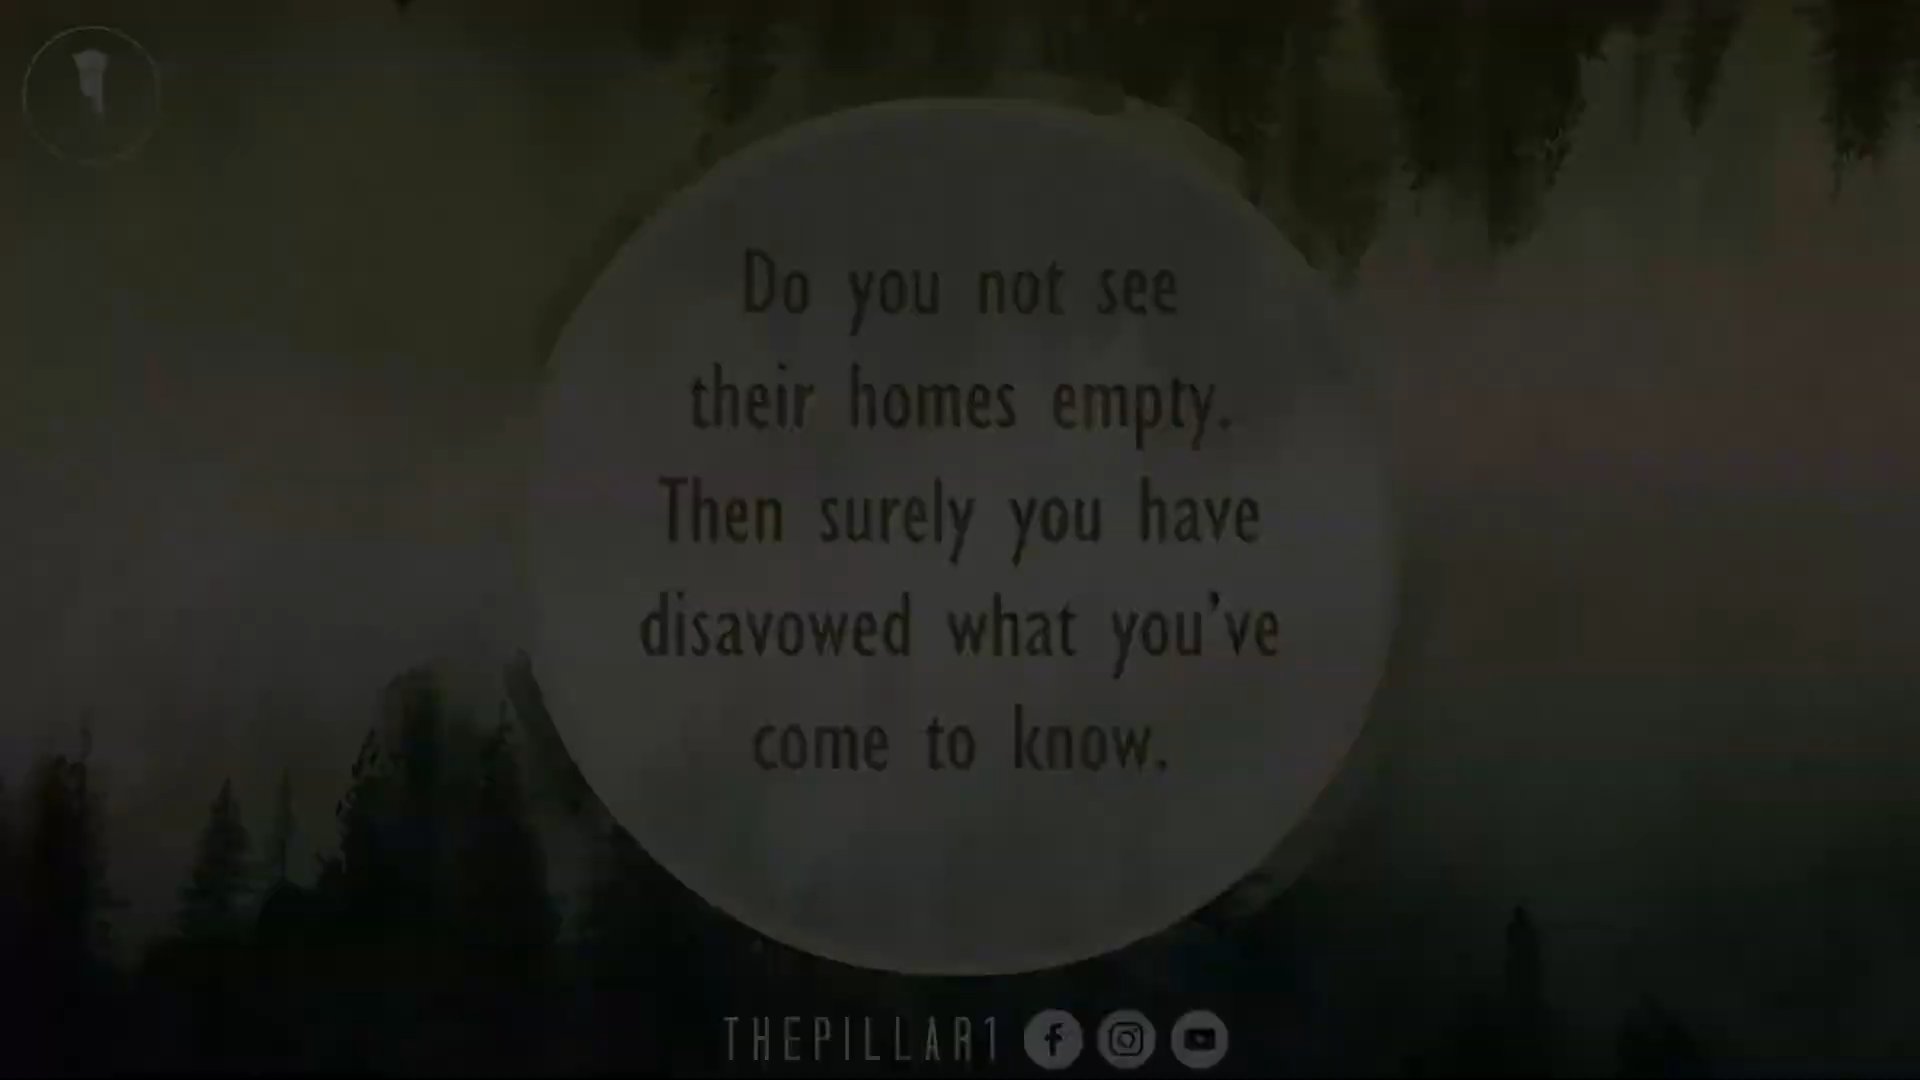 Do you not see
their homes empty.
Then surely you have
disavowed what you've
come to know.
THEPILLAR1